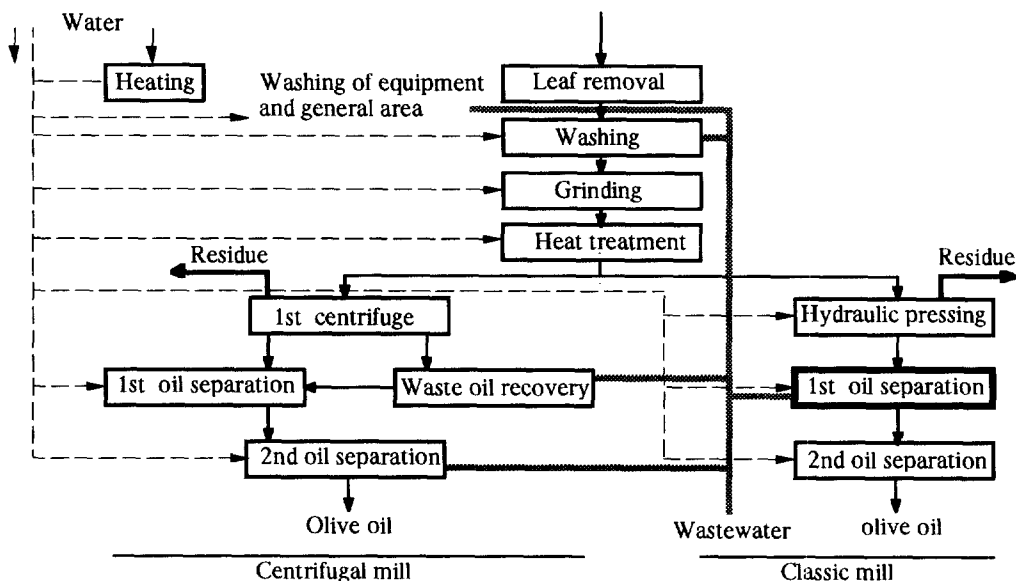 Water
Heating
Washing of equipment
and general area
Leaf removal
Washing
Grinding
Heat treatment
Residue
Residue
1st centrifuge
Hydraulic pressing
1st oil separation
Waste oil recovery
1st oil separation
2nd oil separation
2nd oil separation
Olive oil
Wastewater
olive oil
Centrifugal mill
Classic mill